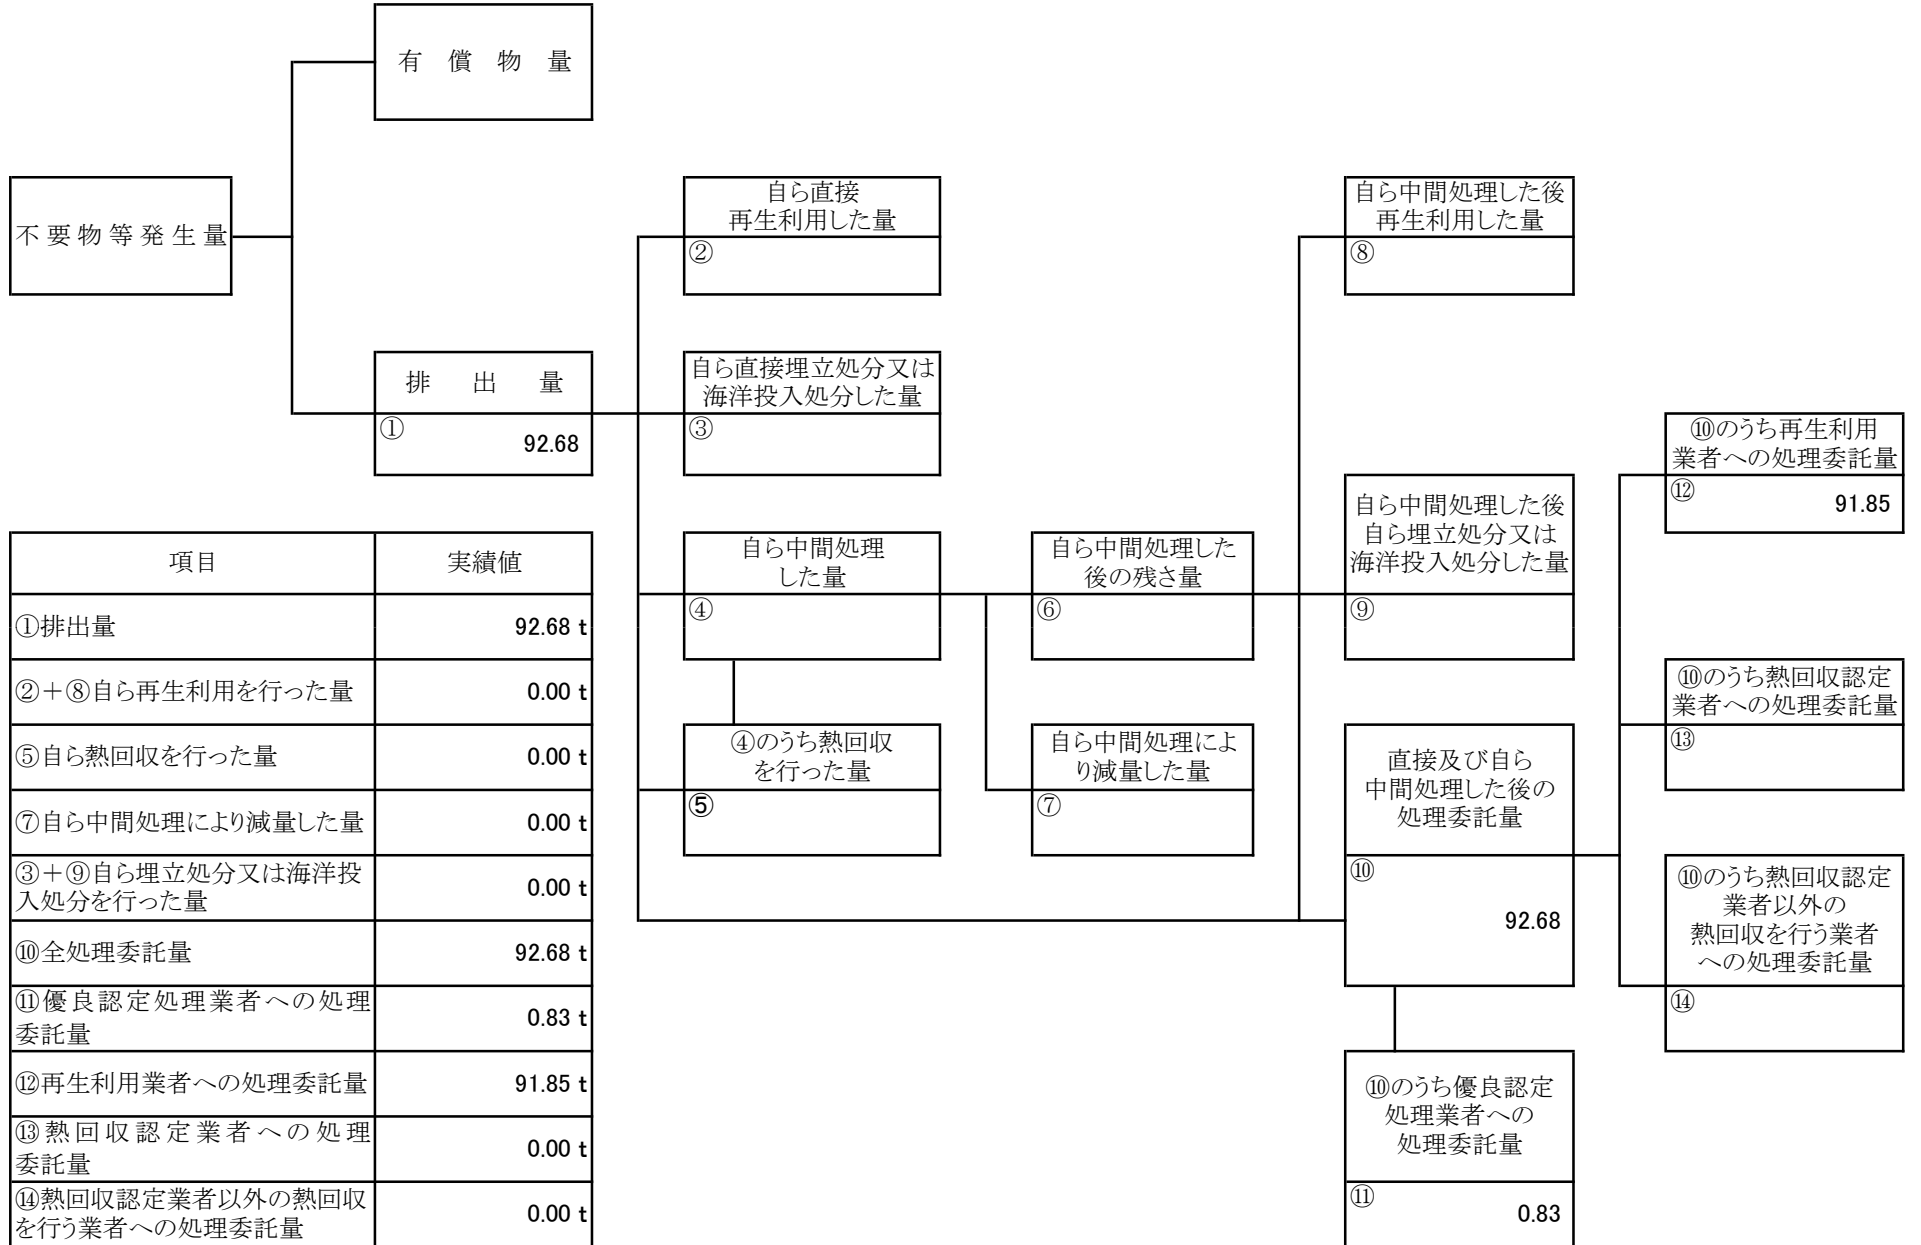 有償物量
不要物等発生量
自ら直接
再生利用した量
②
自ら中間処理した後
再生利用した量
⑧
排出量
①
92.68
自ら直接埋立処分又は
海洋投入処分した量
③
⑩のうち再生利用
業者への処理委託量
⑫
91.85
自ら中間処理した後
自ら埋立処分又は
海洋投入処分した量
⑨
自ら中間処理
した量
④
自ら中間処理した
後の残さ量
⑥
⑩のうち熱回収認定
業者への処理委託量
⑬
④のうち熱回収
を行った量
⑤
自ら中間処理によ
り減量した量
⑦
直接及び自ら
中間処理した後の
処理委託量
⑩
92.68
⑩のうち熱回収認定
業者以外の
熱回収を行う業者
への処理委託量
⑭
⑩のうち優良認定
処理業者への
処理委託量
⑪
0.83
項目 実績値
①排出量 92.68 t
②+⑧自ら再生利用を行った量 0.00 t
⑤自ら熱回収を行った量 0.00 t
⑦自ら中間処理により減量した量 0.00 t
③+⑨自ら埋立処分又は海洋投
入処分を行った量 0.00 t
⑩全処理委託量 92.68 t
⑪優良認定処理業者への処理
委託量 0.83 t
⑫再生利用業者への処理委託量 91.85 t
⑬熱回収認定業者への処理
委託量 0.00 t
⑭熱回収認定業者以外の熱回収
を行う業者への処理委託量 0.00 t